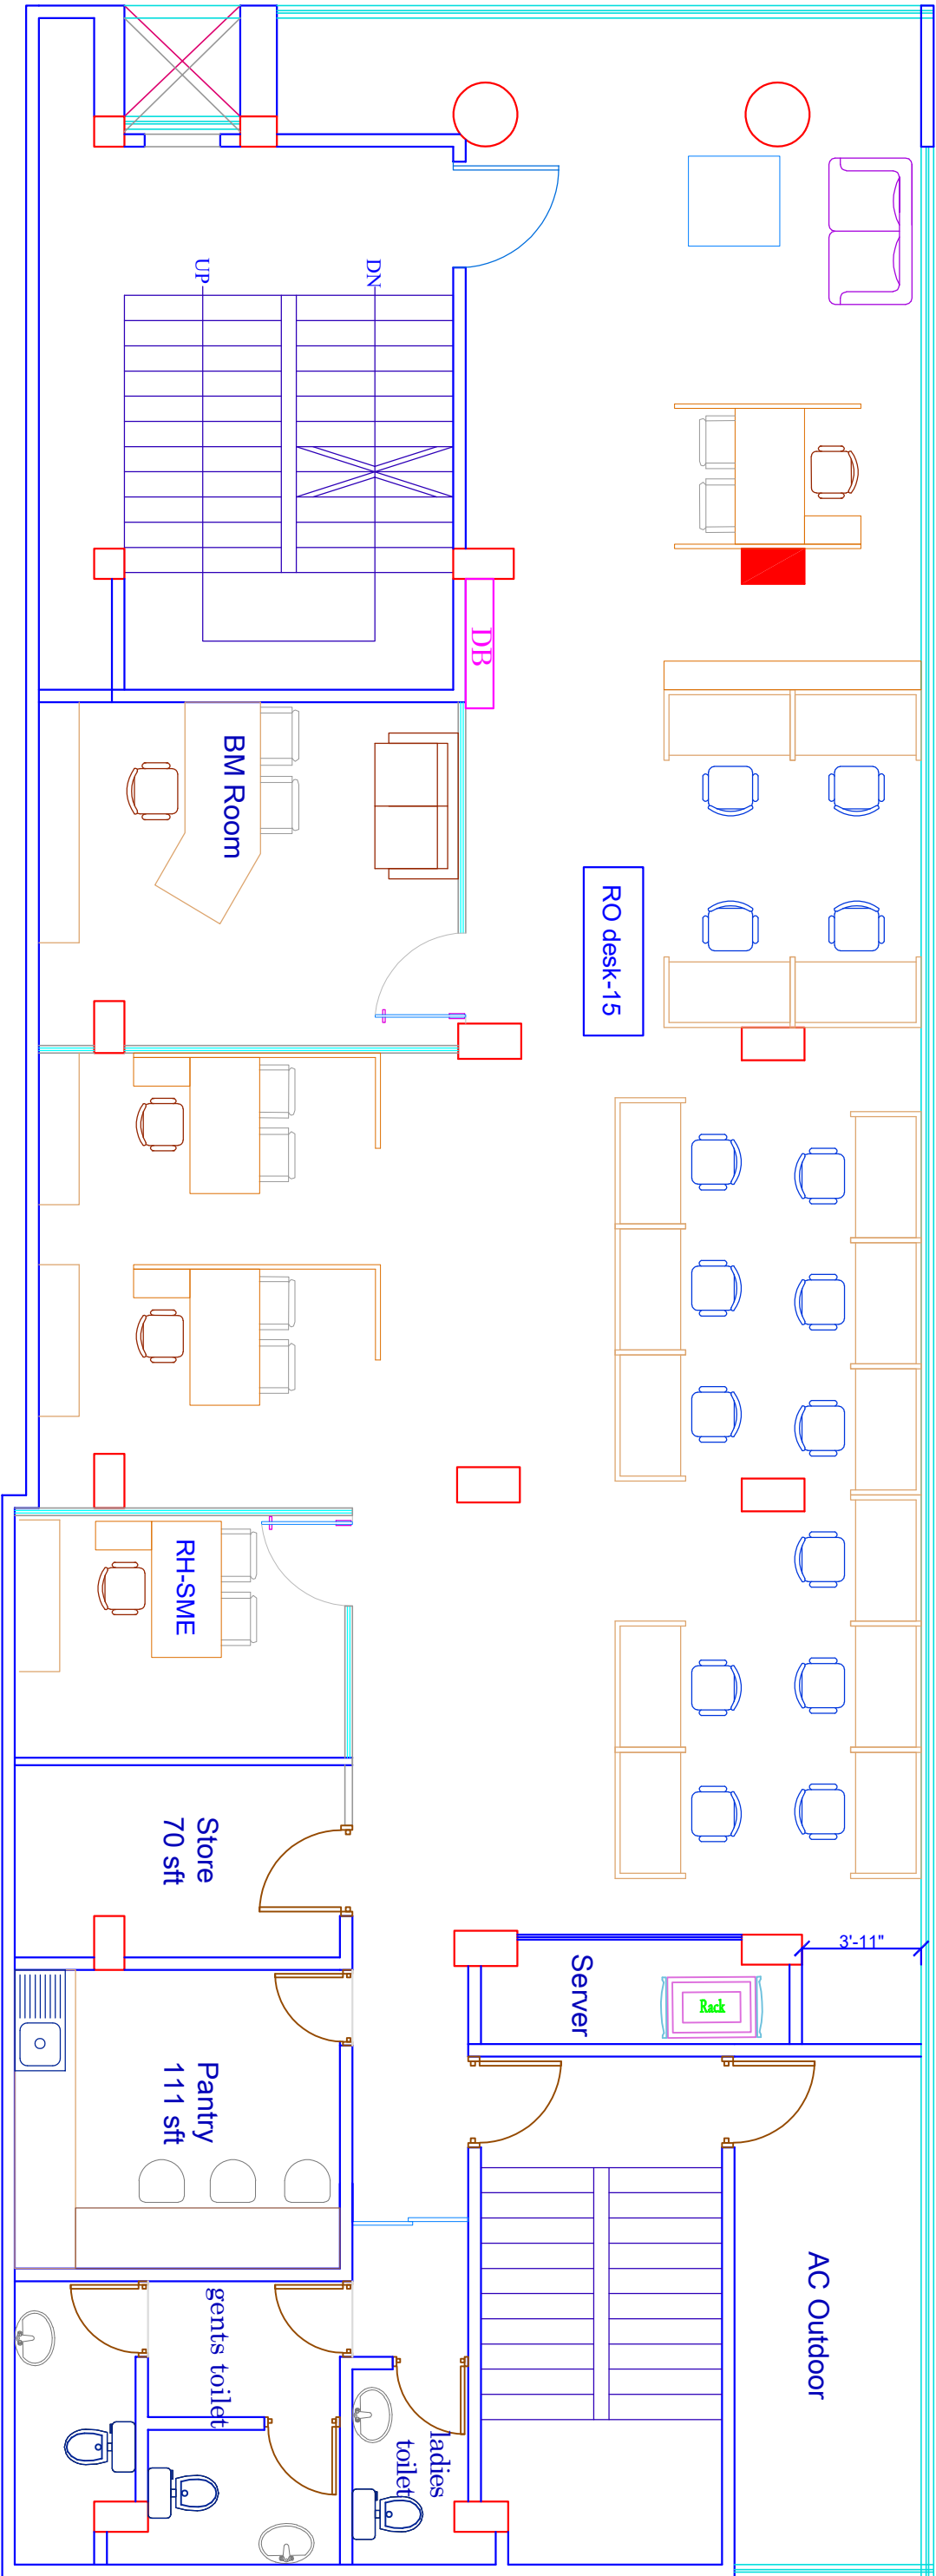 UP
DN
DB
BM Room
RO desk-15
RH-SME
Store
70 sft
3'-11"
Server
Rack
Pantry
111 sft
AC Outdoor
gents toilet
ladies
toilet